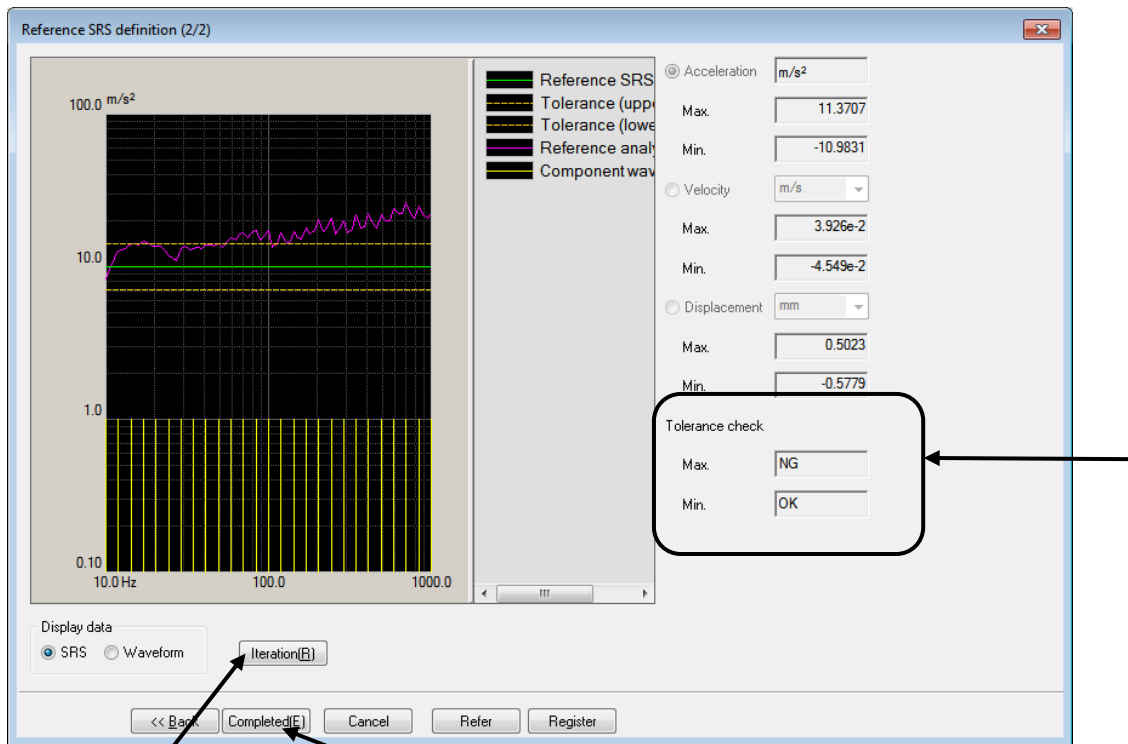 Reference SRS definition (2/2)
100.0 m/s²
10.0
1.0
0.10
10.0 Hz 100.0 1000.0
Reference SRS
Tolerance (uppe
Tolerance (lowe
Reference analy
Component wav
Acceleration m/s²
Max. 11.3707
Min. -10.9831
Velocity m/s
Max. 3.926e-2
Min. -4.549e-2
Displacement mm
Max. 0.5023
Min. -0.5779
Tolerance check
Max. NG
Min. OK
Display data
SRS Waveform Iteration(R)
<< Back Completed(E) Cancel Refer Register